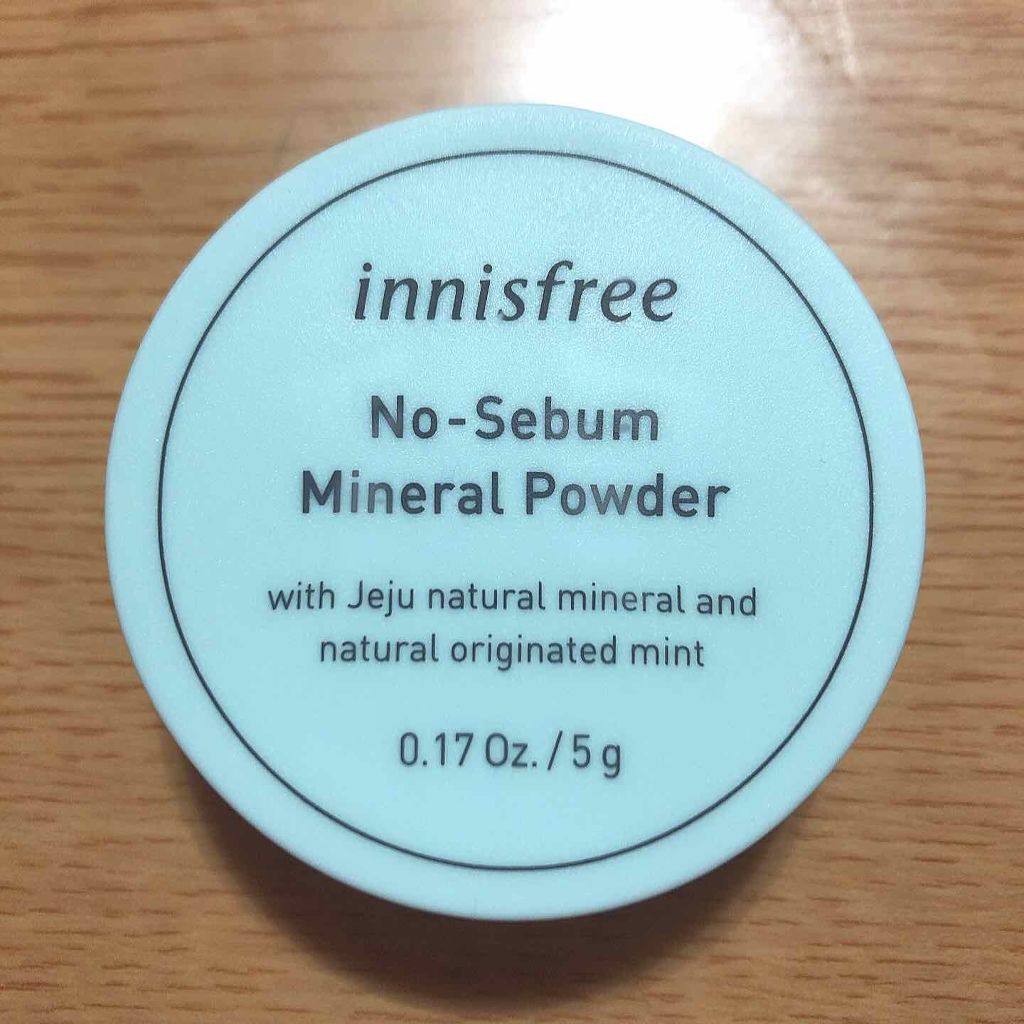 innisfree
No-Sebum
Mineral Powder
with Jeju natural mineral and
natural originated mint
0.17 Oz. / 5 g